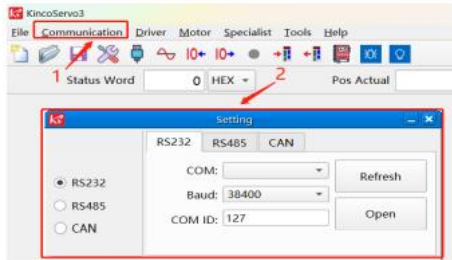 KincoServo3
File Communication Driver Motor Specialist Tools Help
1
2
Status Word 0 HEX Pos Actual
Setting
RS232 RS485 CAN
RS232
RS485
CAN
COM:
Baud: 38400
COM ID: 127
Refresh
Open